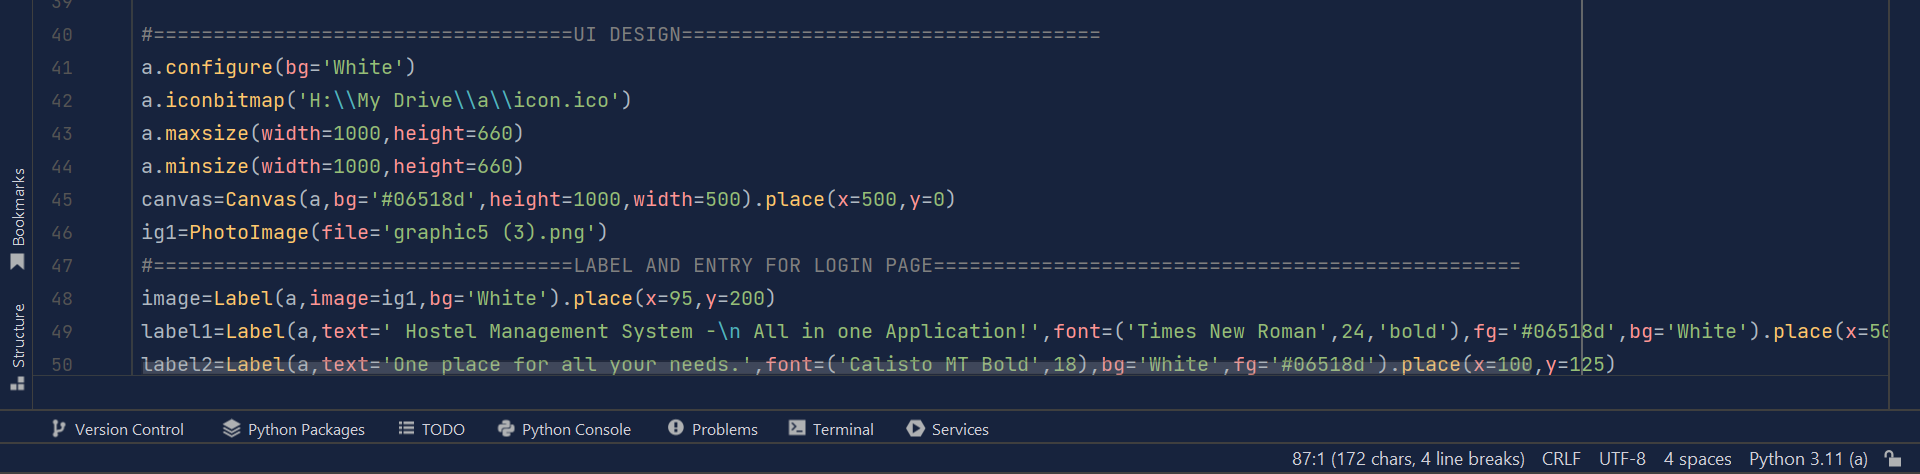 39
40 #===================================UI DESIGN===================================
41 a.configure(bg='White')
42 a.iconbitmap('H:\\My Drive\\a\\icon.ico')
43 a.maxsize(width=1000,height=660)
44 a.minsize(width=1000,height=660)
45 canvas=Canvas(a,bg='#06518d',height=1000,width=500).place(x=500,y=0)
46 ig1=PhotoImage(file='graphic5 (3).png')
47 #===================================LABEL AND ENTRY FOR LOGIN PAGE=================================================
48 image=Label(a,image=ig1,bg='White').place(x=95,y=200)
49 label1=Label(a,text=' Hostel Management System -\n All in one Application!',font=('Times New Roman',24,'bold'),fg='#06518d',bg='White').place(x=50
50 label2=Label(a,text='One place for all your needs.',font=('Calisto MT Bold',18),bg='White',fg='#06518d').place(x=100,y=125)
Bookmarks
Structure
Version Control Python Packages TODO Python Console Problems Terminal Services
87:1 (172 chars, 4 line breaks) CRLF UTF-8 4 spaces Python 3.11 (a)